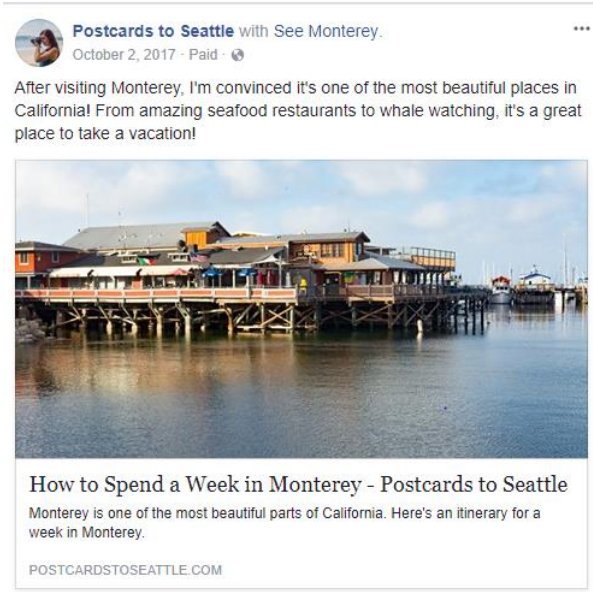 Postcards to Seattle with See Monterey.
October 2, 2017 · Paid ·
After visiting Monterey, I'm convinced it's one of the most beautiful places in
California! From amazing seafood restaurants to whale watching, it's a great
place to take a vacation!
How to Spend a Week in Monterey - Postcards to Seattle
Monterey is one of the most beautiful parts of California. Here's an itinerary for a
week in Monterey.
POSTCARDSTOSEATTLE.COM